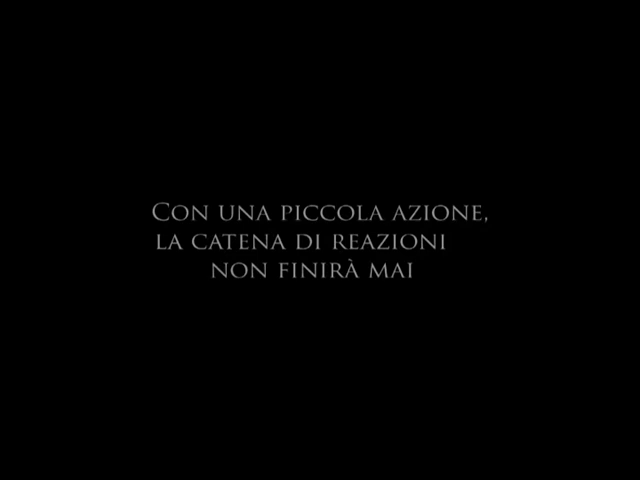 Con una piccola azione,
la catena di reazioni
non finirà mai